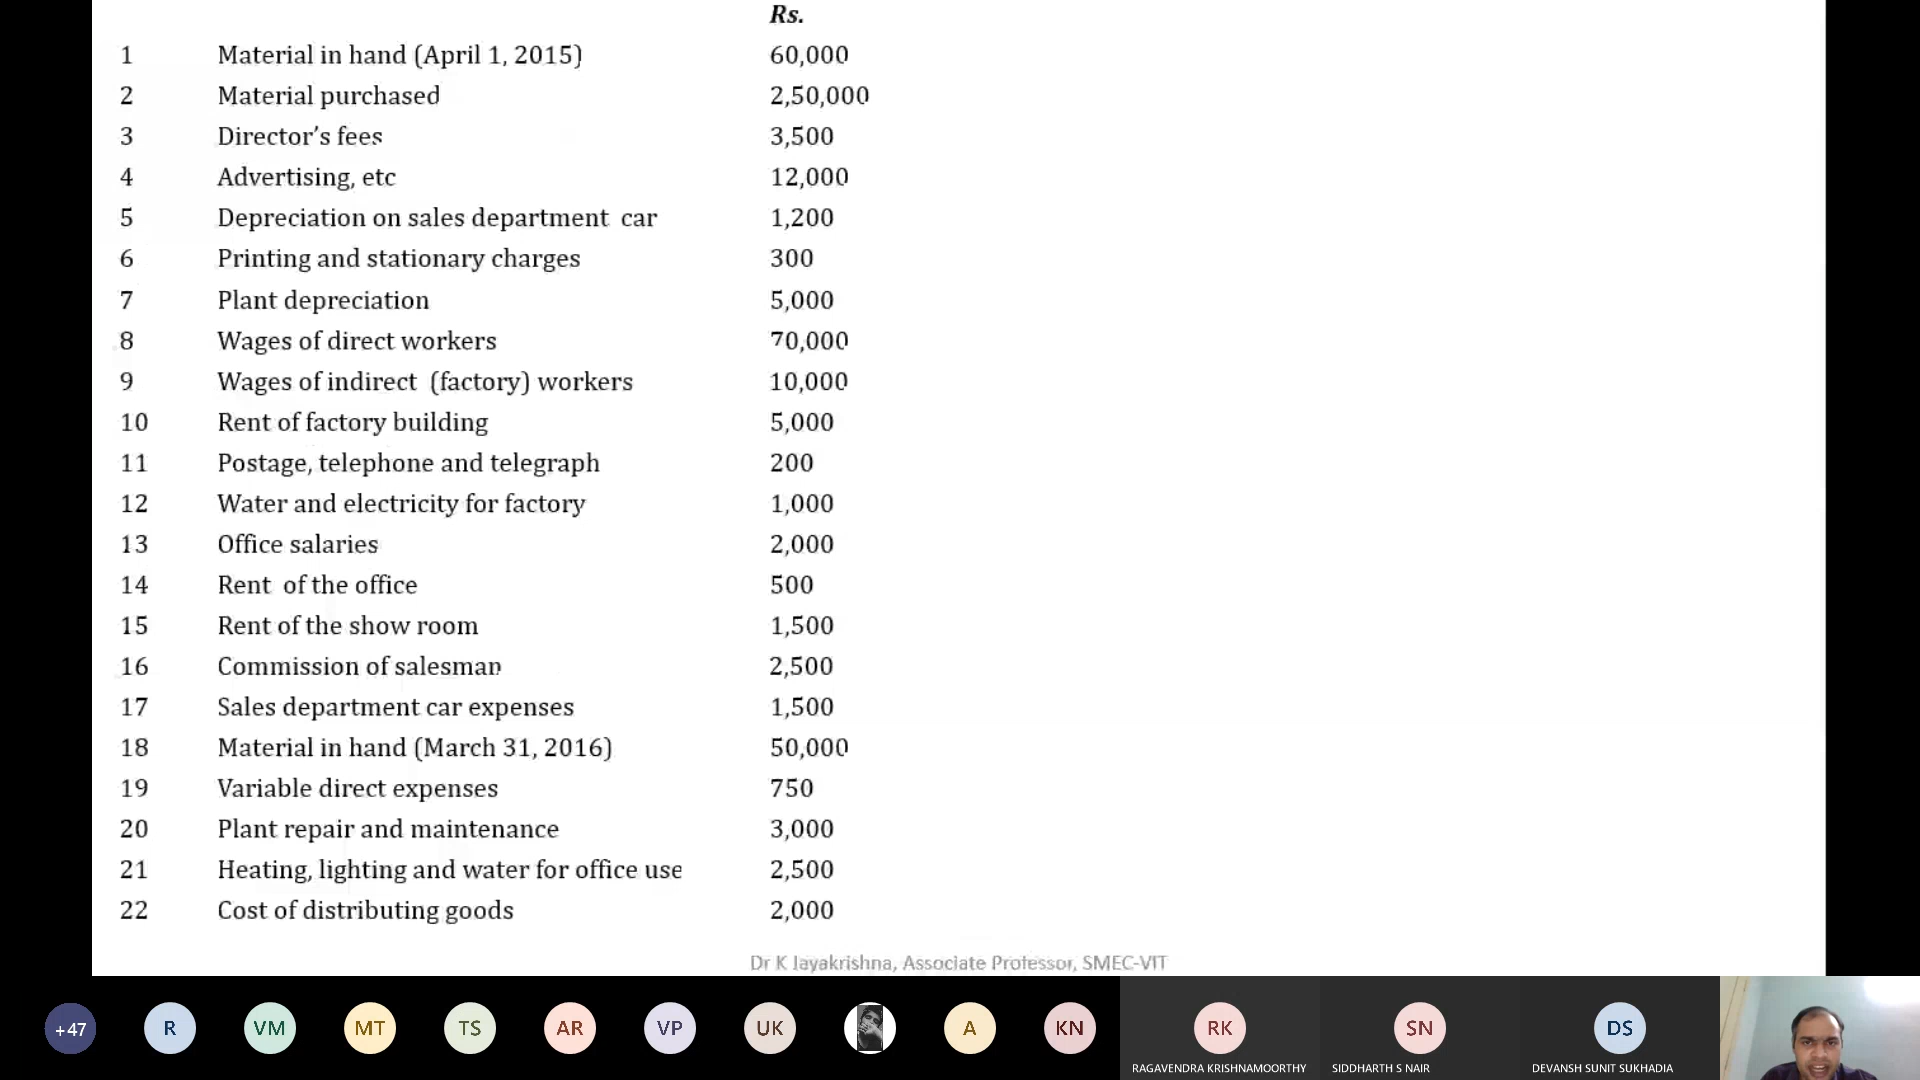 Rs.
1 Material in hand (April 1, 2015) 60,000
2 Material purchased 2,50,000
3 Director’s fees 3,500
4 Advertising, etc 12,000
5 Depreciation on sales department car 1,200
6 Printing and stationary charges 300
7 Plant depreciation 5,000
8 Wages of direct workers 70,000
9 Wages of indirect (factory) workers 10,000
10 Rent of factory building 5,000
11 Postage, telephone and telegraph 200
12 Water and electricity for factory 1,000
13 Office salaries 2,000
14 Rent of the office 500
15 Rent of the show room 1,500
16 Commission of salesman 2,500
17 Sales department car expenses 1,500
18 Material in hand (March 31, 2016) 50,000
19 Variable direct expenses 750
20 Plant repair and maintenance 3,000
21 Heating, lighting and water for office use 2,500
22 Cost of distributing goods 2,000
Dr K Jayakrishna, Associate Professor, SMEC-VIT
+47 R VM MT TS AR VP UK A KN RK SN DS
RAGAVENDRA KRISHNAMOORTHY SIDDHARTH S NAIR DEVANSH SUNIT SUKHADIA